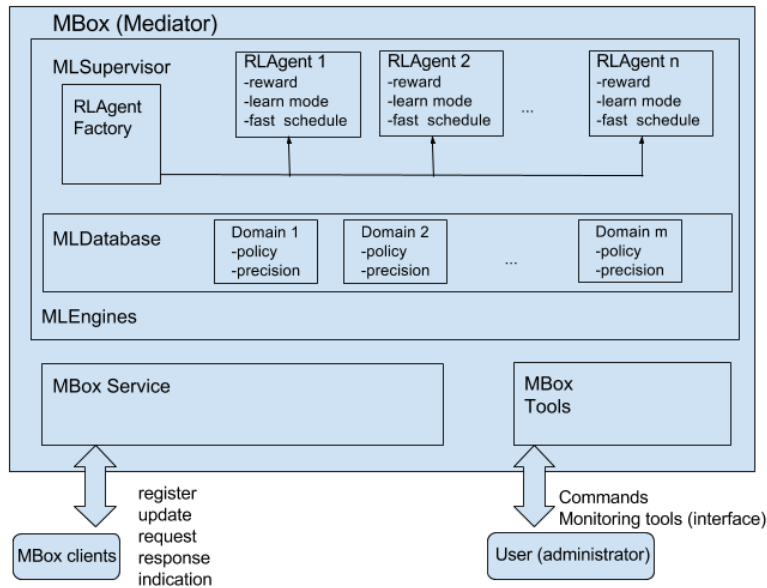 MBox (Mediator)
MLSupervisor
RLAgent
Factory
RLAgent 1
-reward
-learn mode
-fast schedule
RLAgent 2
-reward
-learn mode
-fast schedule
...
RLAgent n
-reward
-learn mode
-fast schedule
MLDatabase
Domain 1
-policy
-precision
Domain 2
-policy
-precision
...
Domain m
-policy
-precision
MLEngines
MBox Service
MBox
Tools
register
update
request
response
indication
Commands
Monitoring tools (interface)
MBox clients
User (administrator)